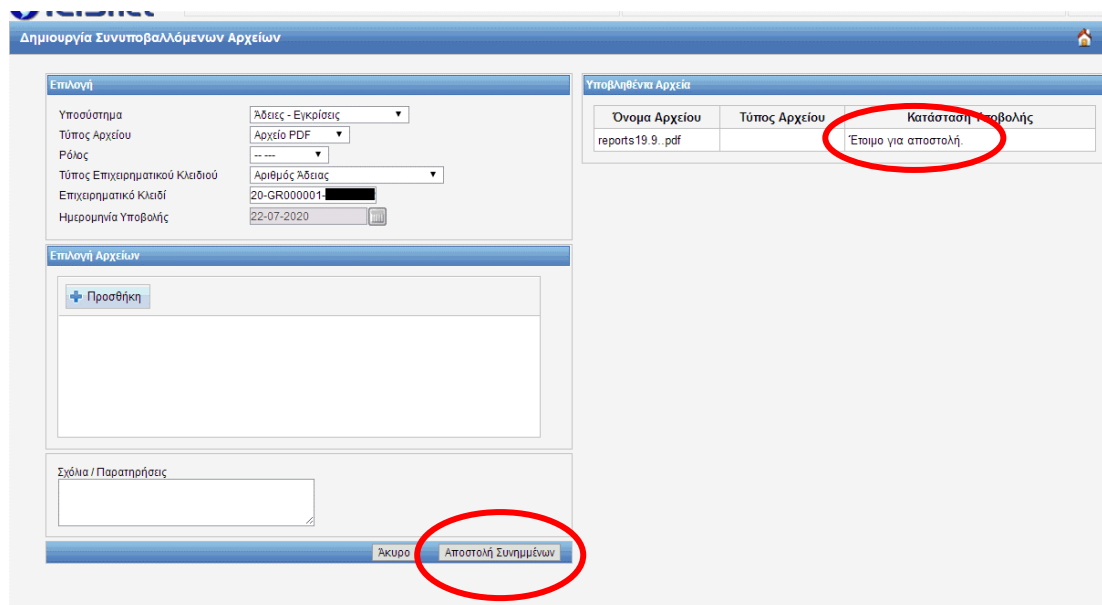 Δημιουργία Συνυποβαλλόμενων Αρχείων
Επιλογή
Υποσύστημα Άδειες - Εγκρίσεις
Τύπος Αρχείου Αρχείο PDF
Ρόλος -- ---
Τύπος Επιχειρηματικού Κλειδιού Αριθμός Άδειας
Επιχειρηματικό Κλειδί 20-GR000001-
Ημερομηνία Υποβολής 22-07-2020
Επιλογή Αρχείων
Προσθήκη
Σχόλια / Παρατηρήσεις
Άκυρο Αποστολή Συνημμένων
Υποβληθέντα Αρχεία
Όνομα Αρχείου Τύπος Αρχείου Κατάσταση Υποβολής
reports19.9..pdf Έτοιμο για αποστολή.